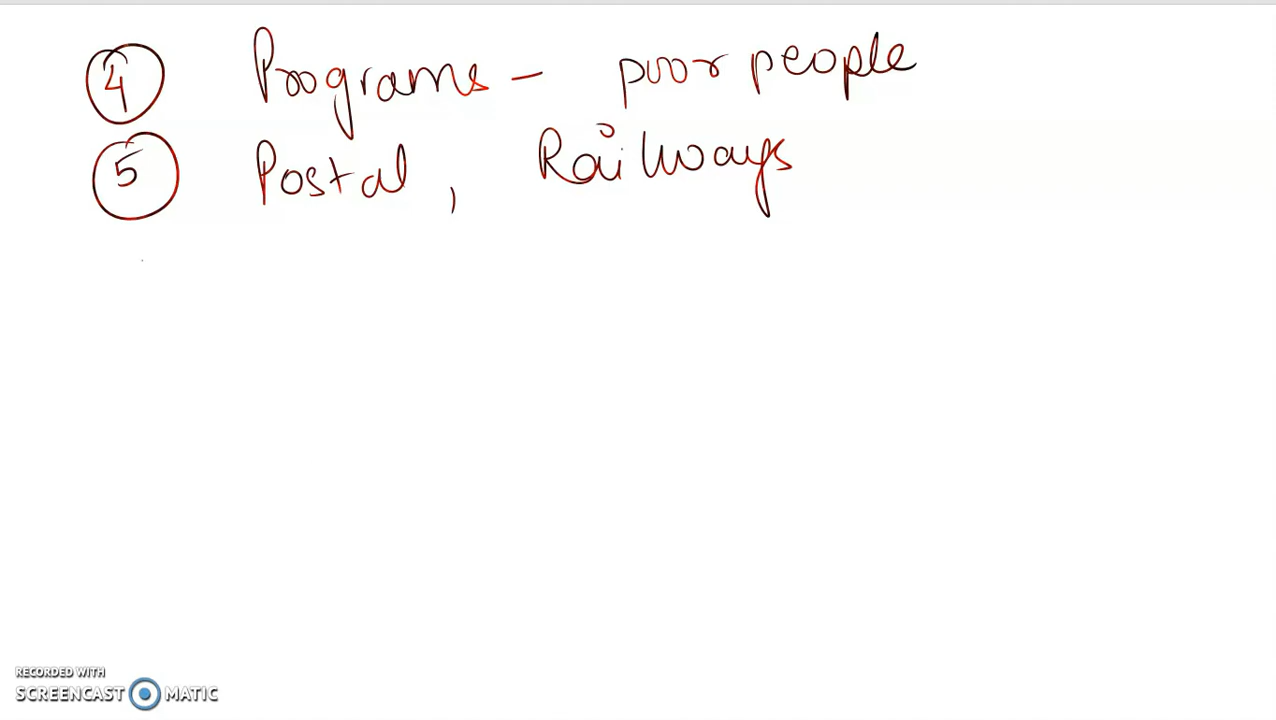 4 Programs - poor people
5 Postal, Railways
RECORDED WITH
SCREENCAST MATIC